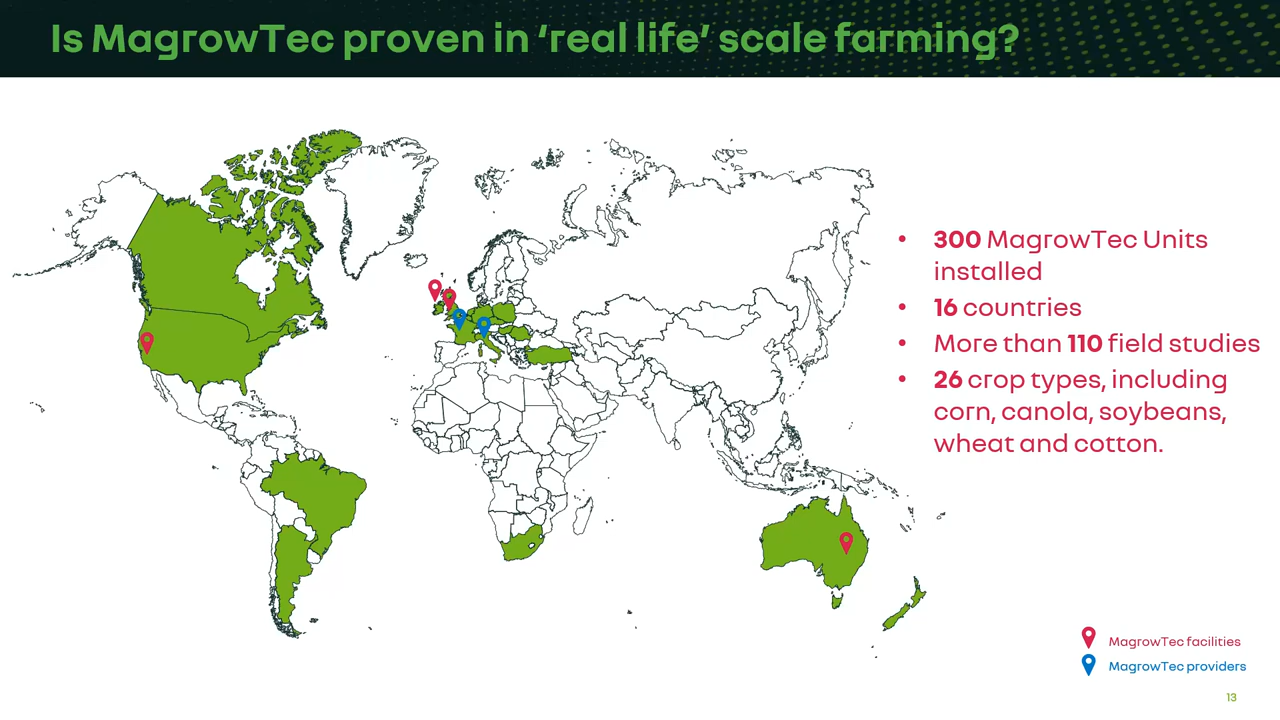 Is MagrowTec proven in ‘real life’ scale farming?
• 300 MagrowTec Units
installed
• 16 countries
• More than 110 field studies
• 26 crop types, including
corn, canola, soybeans,
wheat and cotton.
MagrowTec facilities
MagrowTec providers
13